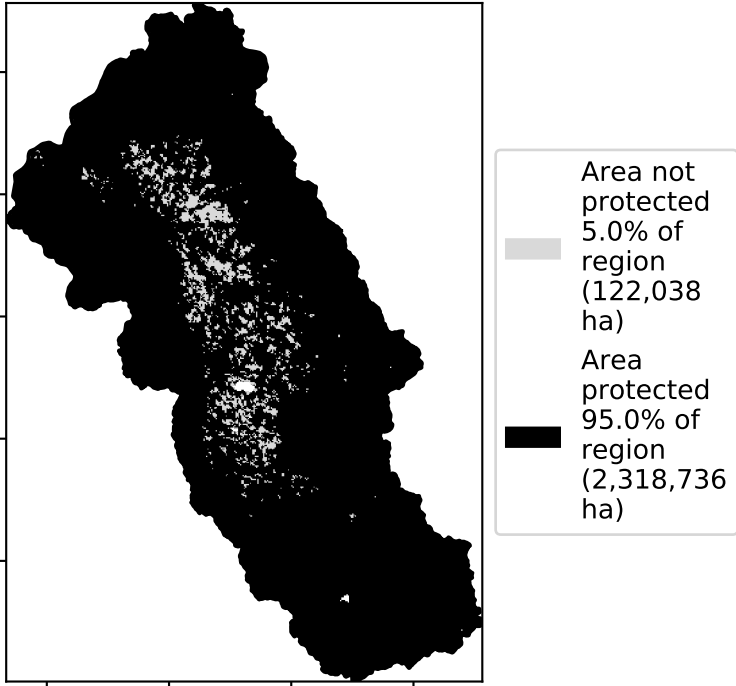 Area not
protected
5.0% of
region
(122,038
ha)
Area
protected
95.0% of
region
(2,318,736
ha)